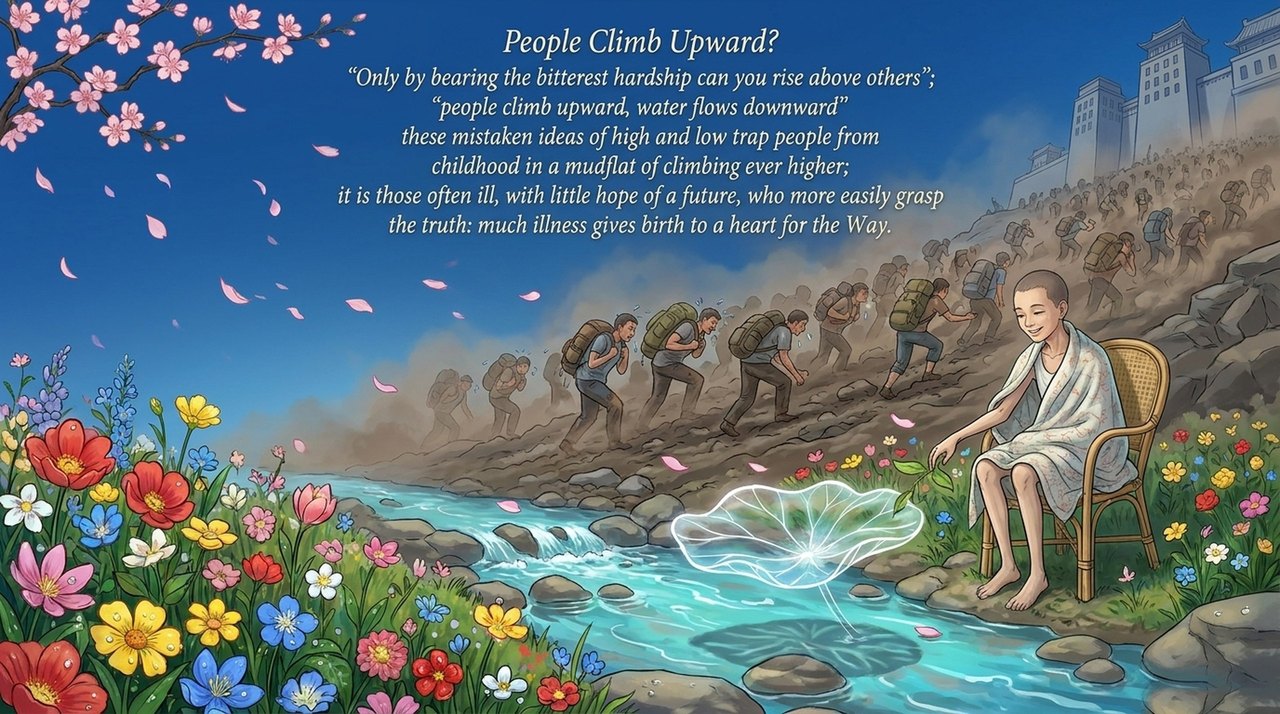 People Climb Upward?
“Only by bearing the bitterest hardship can you rise above others”;
“people climb upward, water flows downward”
these mistaken ideas of high and low trap people from
childhood in a mudflat of climbing ever higher;
it is those often ill, with little hope of a future, who more easily grasp
the truth: much illness gives birth to a heart for the Way.